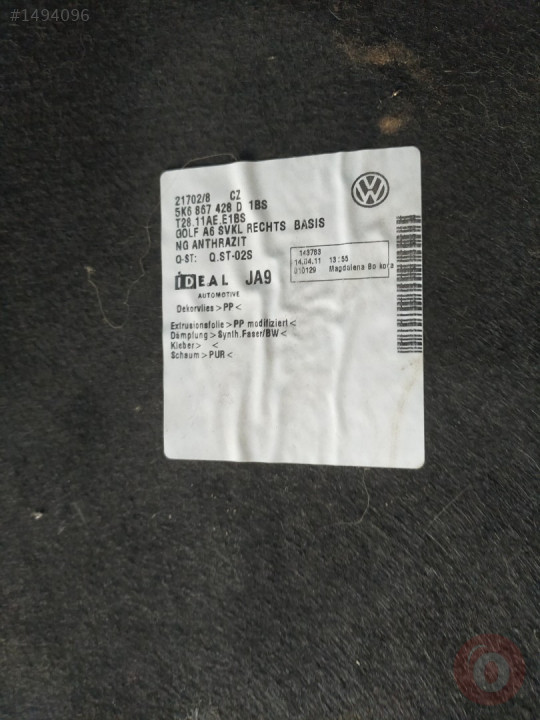 #1494096
21702/8 CZ
5K6 867 428 D 1BS
T28.11AE.E1BS
GOLF A6 SVKL RECHTS BASIS
NG ANTHRAZIT
Q-ST: Q.ST-02S
143783
14.04.11 13:55
010129 Magdalena
IDEAL JA9
AUTOMOTIVE
Dekorvlies>PP<
Extrusionsfolie>PP modifiziert<
Dämpfung>Synth.Faser/BW<
Kleber> <
Schaum>PUR<